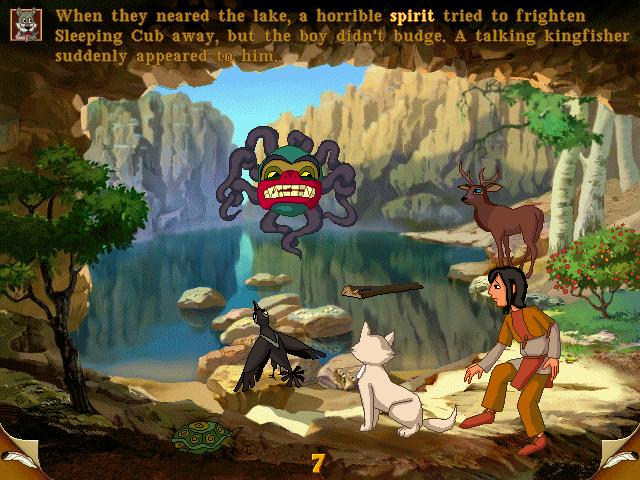 When they neared the lake, a horrible spirit tried to frighten
Sleeping Cub away, but the boy didn't budge. A talking kingfisher
suddenly appeared to him.
7